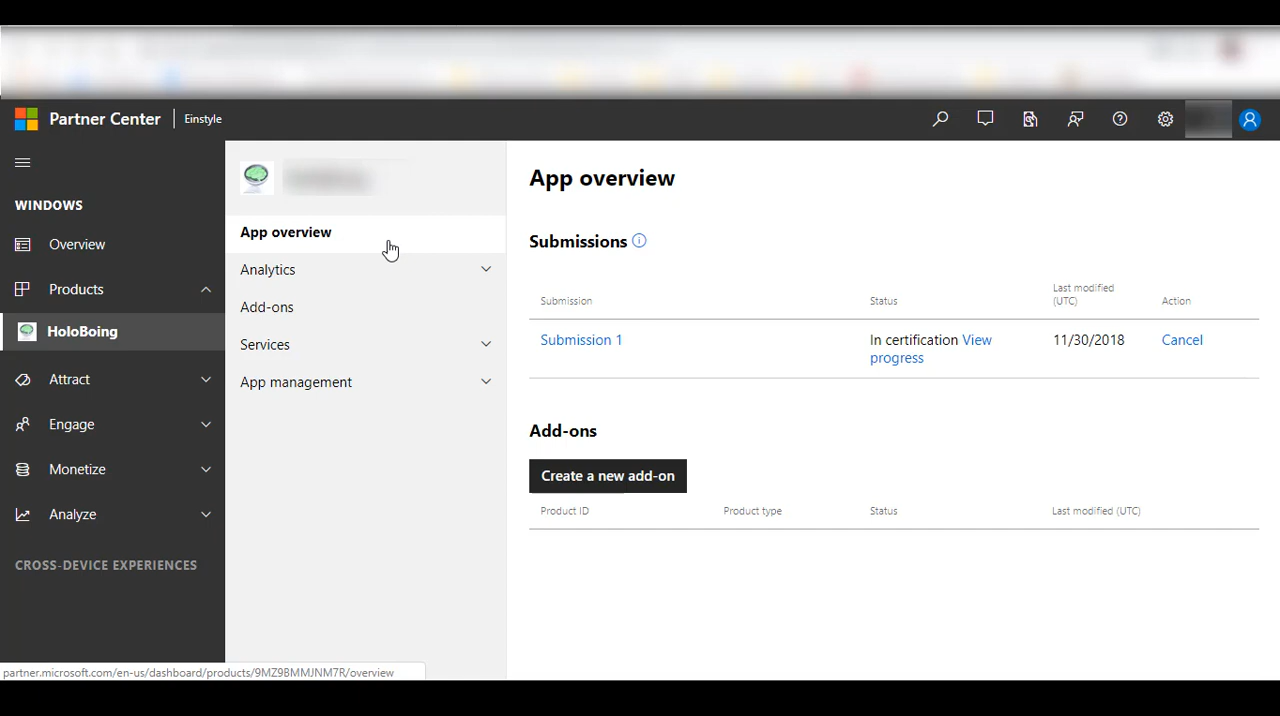 Partner Center
Einstyle
WINDOWS
Overview
Products
HoloBoing
Attract
Engage
Monetize
Analyze
CROSS-DEVICE EXPERIENCES
App overview
Analytics
Add-ons
Services
App management
App overview
Submissions
Submission Status Last modified (UTC) Action
Submission 1 In certification View progress 11/30/2018 Cancel
Add-ons
Create a new add-on
Product ID Product type Status Last modified (UTC)
partner.microsoft.com/en-us/dashboard/products/9MZ9BMMJNM7R/overview